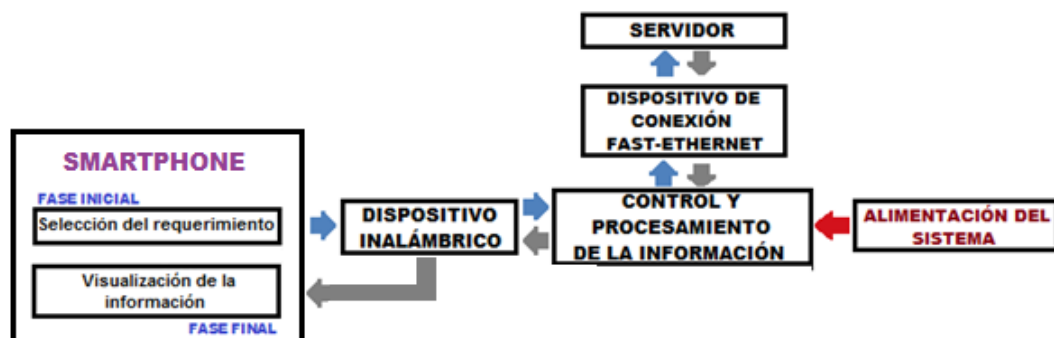 SERVIDOR
DISPOSITIVO DE
CONEXIÓN
FAST-ETHERNET
SMARTPHONE
FASE INICIAL
Selección del requerimiento
Visualización de la
información
FASE FINAL
DISPOSITIVO
INALÁMBRICO
CONTROL Y
PROCESAMIENTO
DE LA INFORMACIÓN
ALIMENTACIÓN DEL
SISTEMA